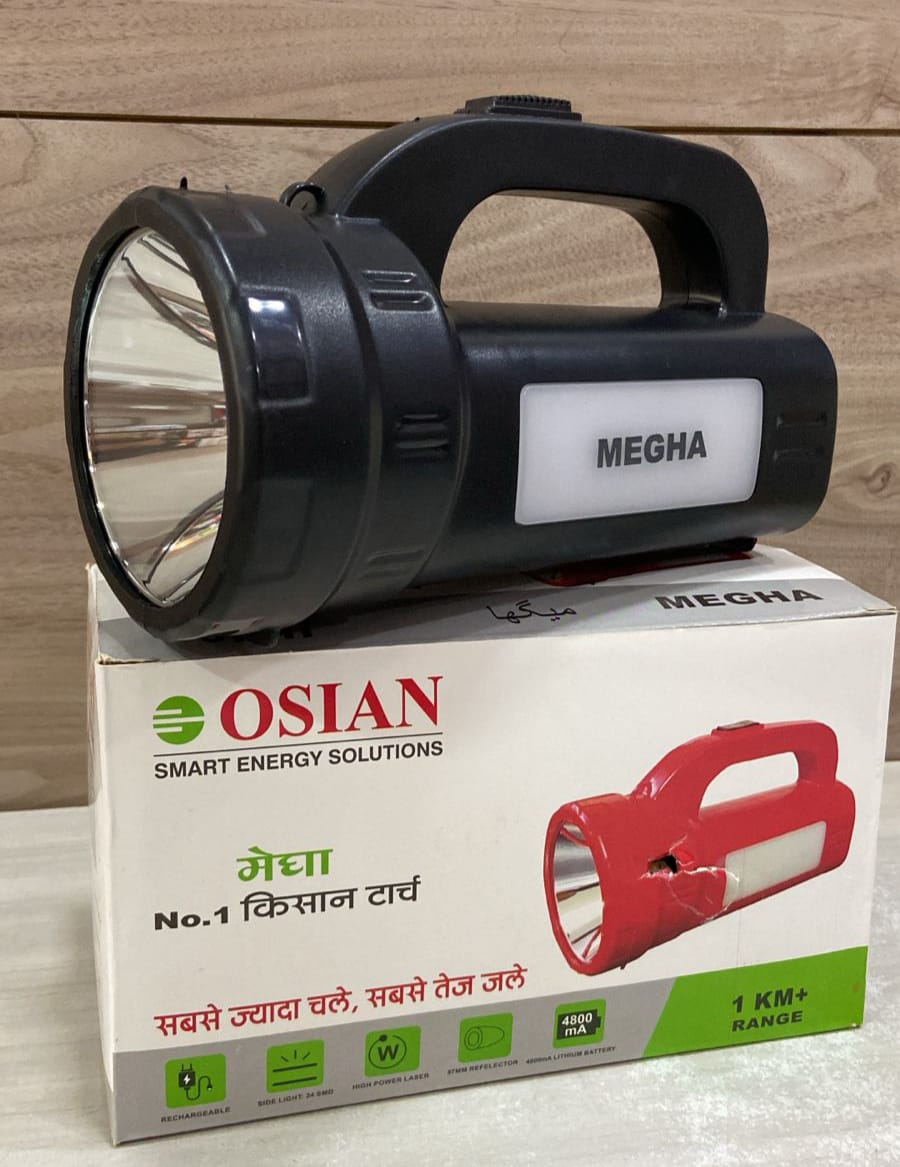 MEGHA
میگها
MEGHA
OSIAN
SMART ENERGY SOLUTIONS
मेघा
No.1 किसान टार्च
सबसे ज्यादा चले, सबसे तेज जले
4800
mA
W
RECHARGEABLE
SIDE LIGHT: 24 SMD
HIGH POWER LASER
97MM REFELECTOR
4800mA LITHIUM BATTERY
1 KM+
RANGE